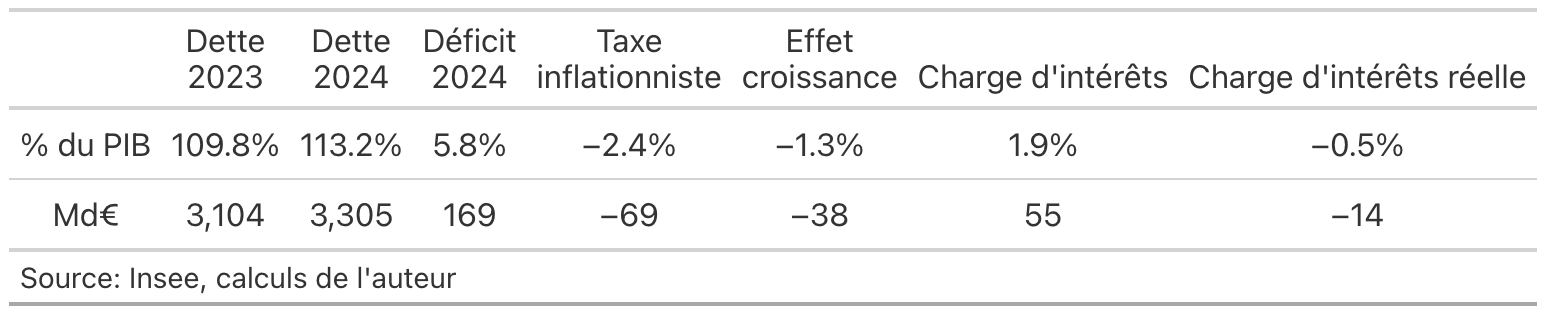 Dette Dette Déficit Taxe Effet
2023 2024 2024 inflationniste croissance Charge d'intérêts Charge d'intérêts réelle
% du PIB 109.8% 113.2% 5.8% −2.4% −1.3% 1.9% −0.5%
Md€ 3,104 3,305 169 −69 −38 55 −14
Source: Insee, calculs de l'auteur